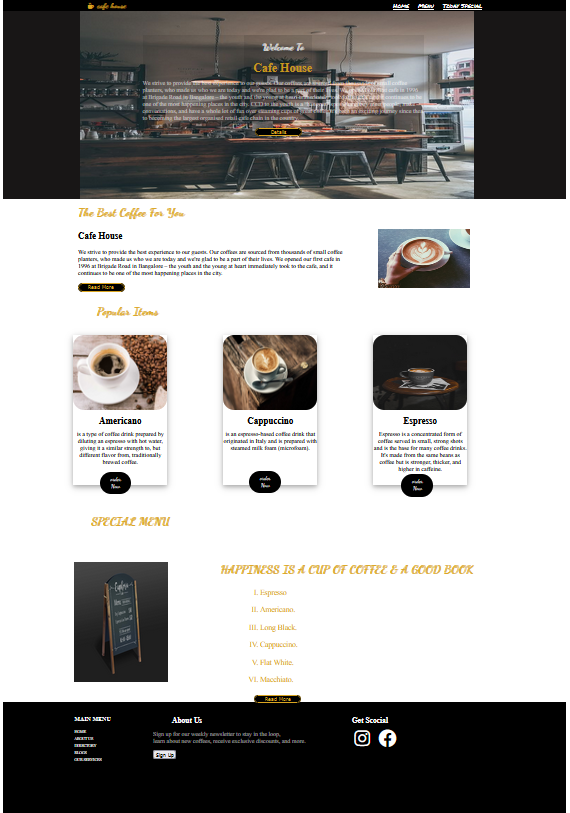 cafe house
Home Menu Today Special
Welcome To
Cafe House
We strive to provide the best experience to our guests. Our coffees are sourced from thousands of small coffee
planters, who made us who we are today and we're glad to be a part of their lives. We opened our first cafe in 1996
at Brigade Road in Bangalore – the youth and the young at heart immediately took to the cafe, and it continues to be
one of the most happening places in the city. CCD to the youth is a
to becoming the largest organised retail cafe chain in the country.
Details
The Best Coffee For You
Cafe House
We strive to provide the best experience to our guests. Our coffees are sourced from thousands of small coffee
planters, who made us who we are today and we're glad to be a part of their lives. We opened our first cafe in
1996 at Brigade Road in Bangalore – the youth and the young at heart immediately took to the cafe, and it
continues to be one of the most happening places in the city.
Read More
Popular Items
Americano
is a type of coffee drink prepared by
diluting an espresso with hot water,
giving it a similar strength to, but
different flavor from, traditionally
brewed coffee.
order
Now
Cappuccino
is an espresso-based coffee drink that
originated in Italy and is prepared with
steamed milk foam (microfoam).
order
Now
Espresso
Espresso is a concentrated form of
coffee served in small, strong shots
and is the base for many coffee drinks.
It's made from the same beans as
coffee but is stronger, thicker, and
higher in caffeine.
order
Now
SPECIAL MENU
HAPPINESS IS A CUP OF COFFEE & A GOOD BOOK
I. Espresso
II. Americano.
III. Long Black.
IV. Cappuccino.
V. Flat White.
VI. Macchiato.
Read More
MAIN MENU
HOME
ABOUT US
DIRECTORY
BLOGS
OUR SERVICES
About Us
Sign up for our weekly newsletter to stay in the loop,
learn about new coffees, receive exclusive discounts, and more.
Sign Up
Get Scocial